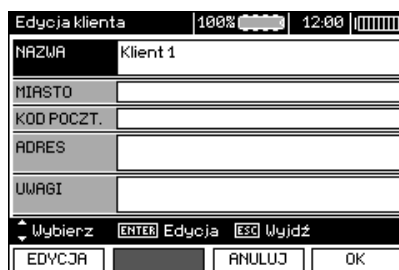 Edycja klienta 100% 12:00
NAZWA Klient 1
MIASTO
KOD POCZT.
ADRES
UWAGI
Wybierz ENTER Edycja ESC Wyjdź
EDYCJA ANULUJ OK